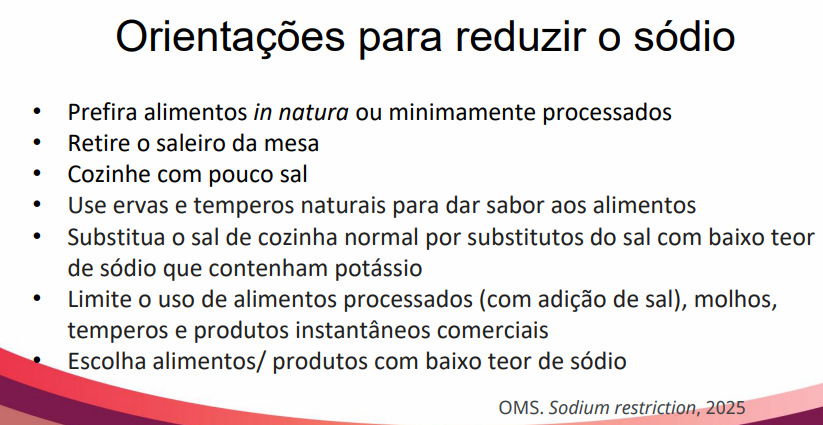 Orientações para reduzir o sódio
• Prefira alimentos in natura ou minimamente processados
• Retire o saleiro da mesa
• Cozinhe com pouco sal
• Use ervas e temperos naturais para dar sabor aos alimentos
• Substitua o sal de cozinha normal por substitutos do sal com baixo teor
de sódio que contenham potássio
• Limite o uso de alimentos processados (com adição de sal), molhos,
temperos e produtos instantâneos comerciais
• Escolha alimentos/ produtos com baixo teor de sódio
OMS. Sodium restriction, 2025